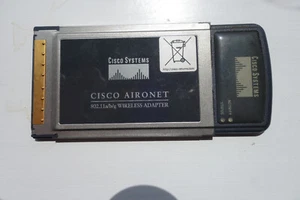 CISCO SYSTEMS
CISCO AIRONET
802.11a/b/g WIRELESS ADAPTER
CISCO SYSTEMS